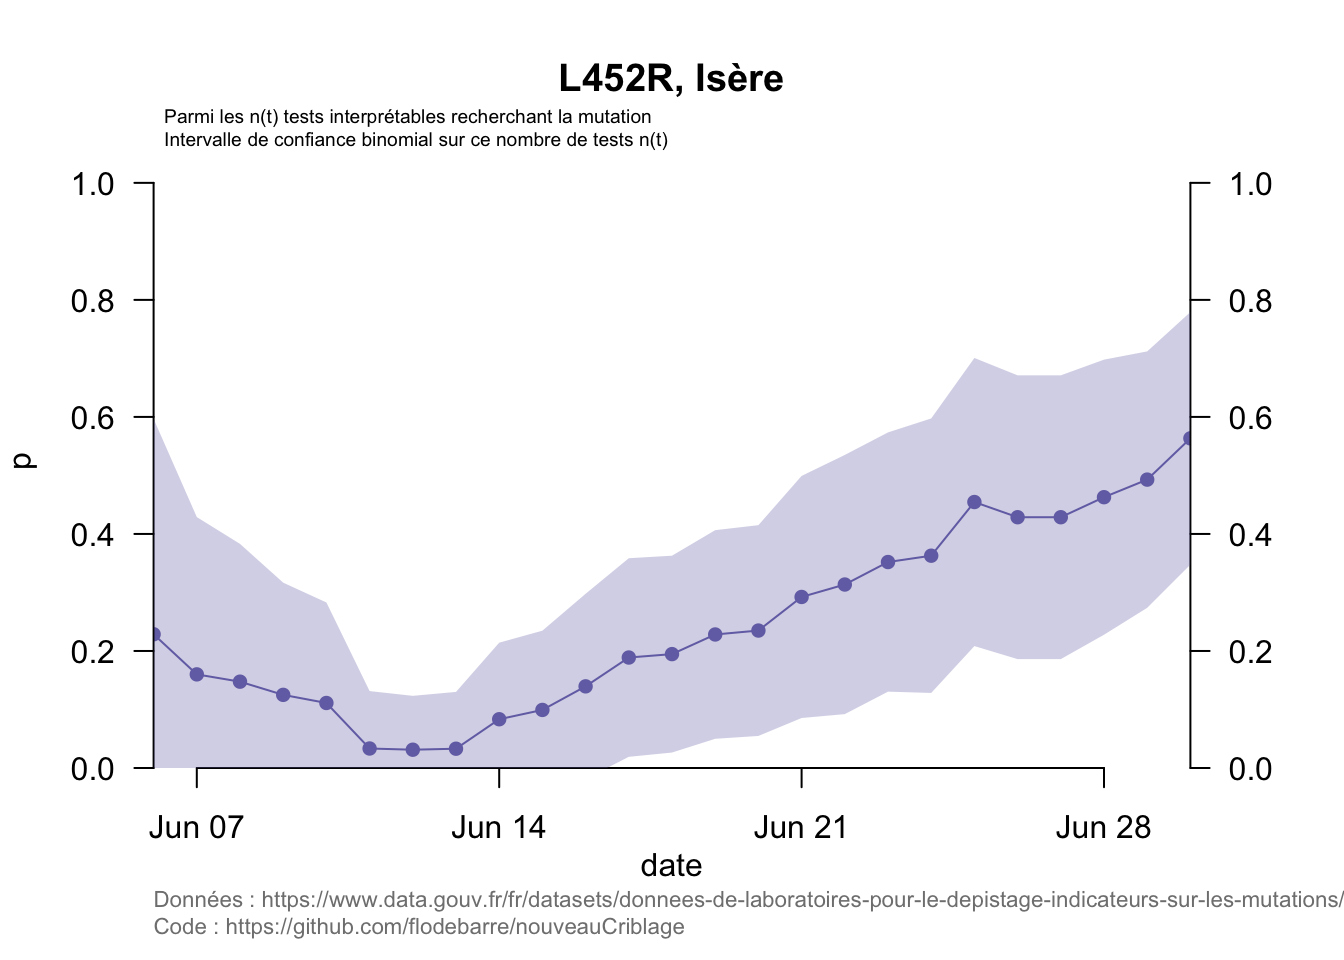 L452R, Isère
Parmi les n(t) tests interprétables recherchant la mutation
Intervalle de confiance binomial sur ce nombre de tests n(t)
1.0
0.8
0.6
0.4
0.2
0.0
p
1.0
0.8
0.6
0.4
0.2
0.0
Jun 07 Jun 14 Jun 21 Jun 28
date
Données : https://www.data.gouv.fr/fr/datasets/donnees-de-laboratoires-pour-le-depistage-indicateurs-sur-les-mutations/
Code : https://github.com/flodebarre/nouveauCriblage